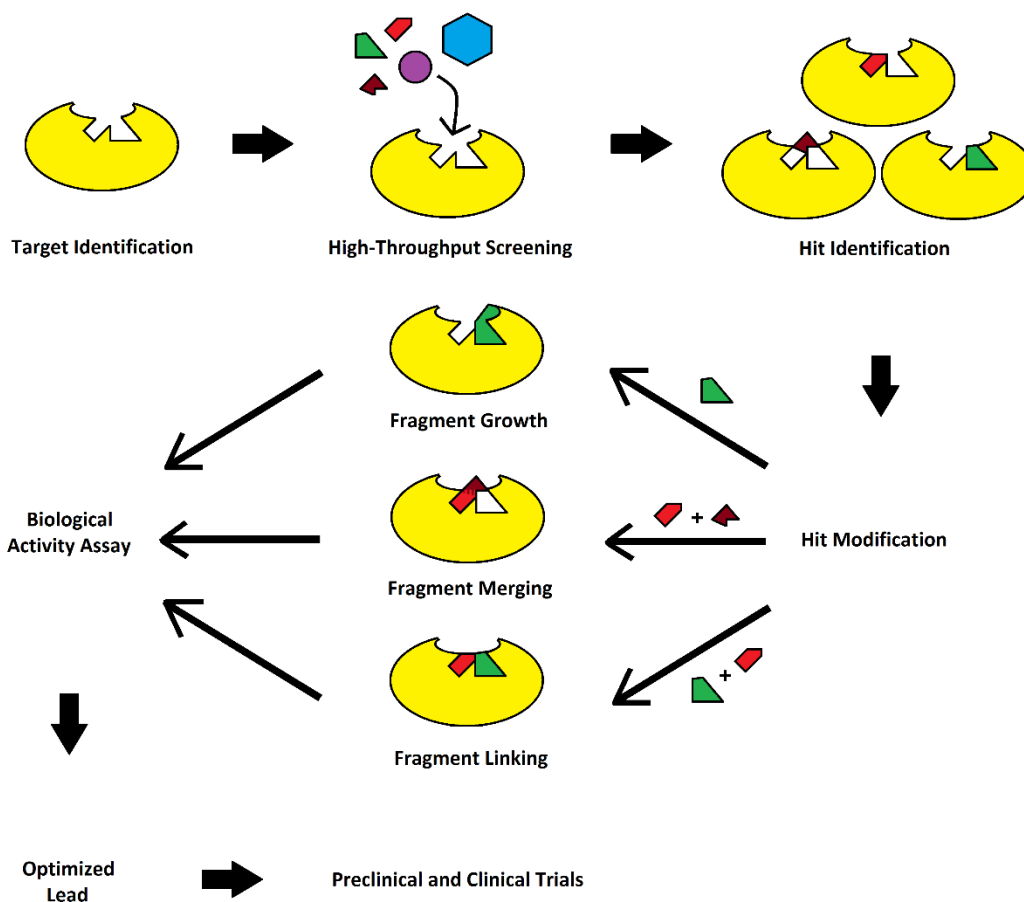 Target Identification
High-Throughput Screening
Hit Identification
Fragment Growth
+
Biological
Activity Assay
Hit Modification
Fragment Merging
+
Fragment Linking
Optimized
Lead
Preclinical and Clinical Trials